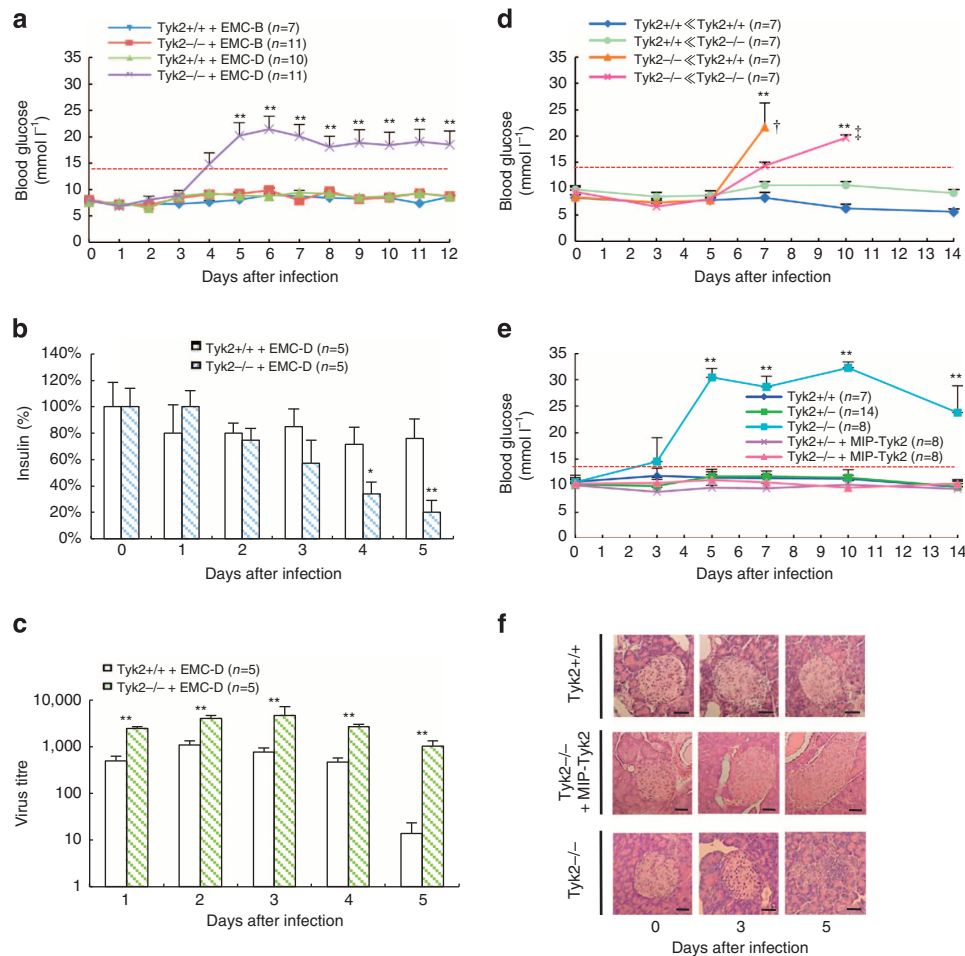 a
Tyk2+/+ + EMC-B (n=7)
Tyk2−/− + EMC-B (n=11)
Tyk2+/+ + EMC-D (n=10)
Tyk2−/− + EMC-D (n=11)
Blood glucose
(mmol l⁻¹)
35
30
25
20
15
10
5
0
** ** ** ** ** ** ** **
0 1 2 3 4 5 6 7 8 9 10 11 12
Days after infection
b
Tyk2+/+ + EMC-D (n=5)
Tyk2−/− + EMC-D (n=5)
Insulin (%)
140%
120%
100%
80%
60%
40%
20%
0%
* **
0 1 2 3 4 5
Days after infection
c
Tyk2+/+ + EMC-D (n=5)
Tyk2−/− + EMC-D (n=5)
Virus titre
10,000
1,000
100
10
1
** ** ** ** **
1 2 3 4 5
Days after infection
d
Tyk2+/+≪Tyk2+/+ (n=7)
Tyk2+/+≪Tyk2−/− (n=7)
Tyk2−/−≪Tyk2+/+ (n=7)
Tyk2−/−≪Tyk2−/− (n=7)
Blood glucose
(mmol l⁻¹)
35
30
25
20
15
10
5
0
** † ** ‡
0 1 2 3 4 5 6 7 8 9 10 11 12 13 14
Days after infection
e
Tyk2+/+ (n=7)
Tyk2+/− (n=14)
Tyk2−/− (n=8)
Tyk2+/− + MIP-Tyk2 (n=8)
Tyk2−/− + MIP-Tyk2 (n=8)
Blood glucose
(mmol l⁻¹)
35
30
25
20
15
10
5
0
** ** ** **
0 1 2 3 4 5 6 7 8 9 10 11 12 13 14
Days after infection
f
Tyk2+/+
Tyk2−/−
+ MIP-Tyk2
Tyk2−/−
0 3 5
Days after infection